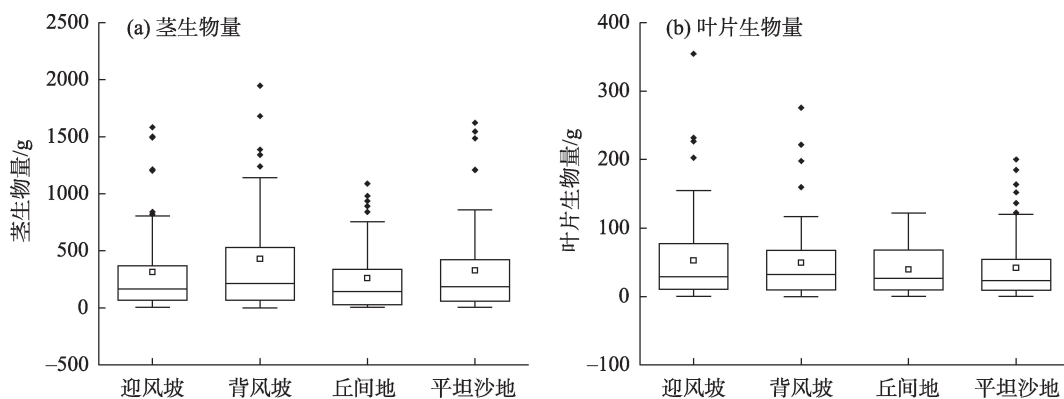 (a) 茎生物量
茎生物量/g
2500
2000
1500
1000
500
0
–500
迎风坡
背风坡
丘间地
平坦沙地
(b) 叶片生物量
叶片生物量/g
400
300
200
100
0
–100
迎风坡
背风坡
丘间地
平坦沙地